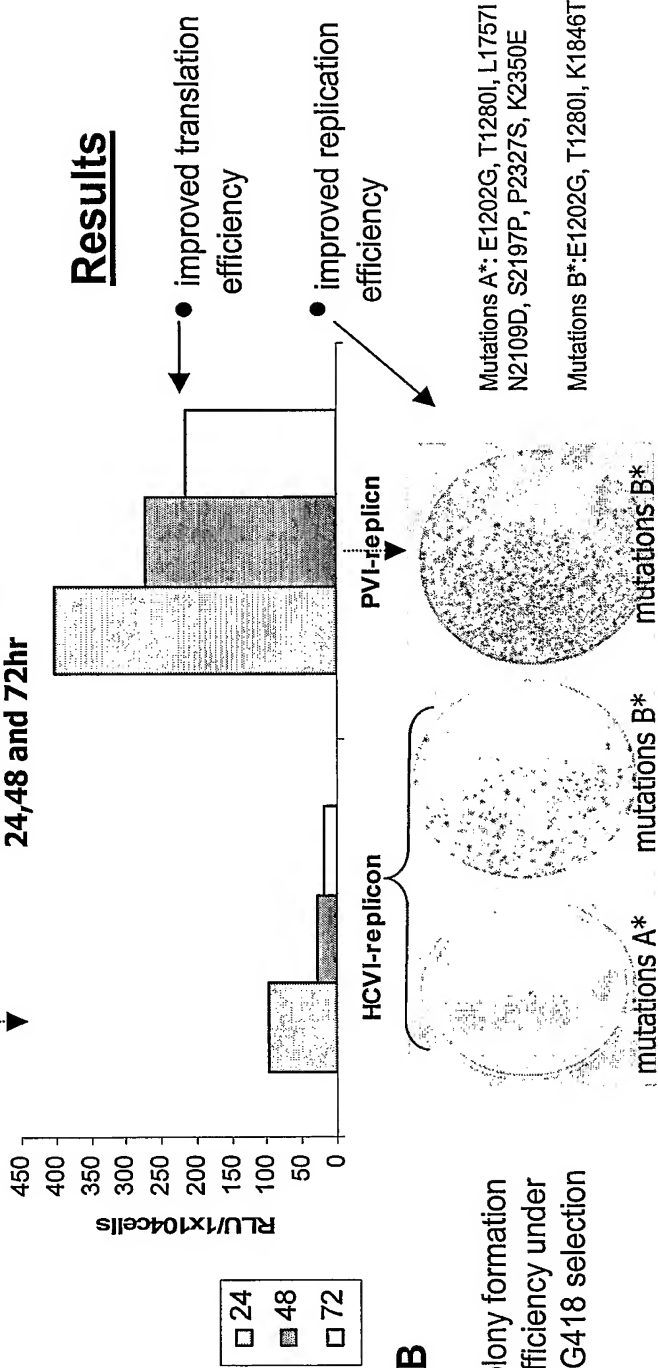 24,48 and 72hr
Results
450
400
350
300
250
200
150
100
50
0
RLU/1x104cells
24
48
72
HCVI-replicon
PVI-replicn
● improved translation
efficiency
● improved replication
efficiency
B
lony formation
fficiency under
G418 selection
mutations A*
mutations B*
mutations B*
Mutations A*: E1202G, T1280I, L1757I
N2109D, S2197P, P2327S, K2350E
Mutations B*:E1202G, T1280I, K1846T